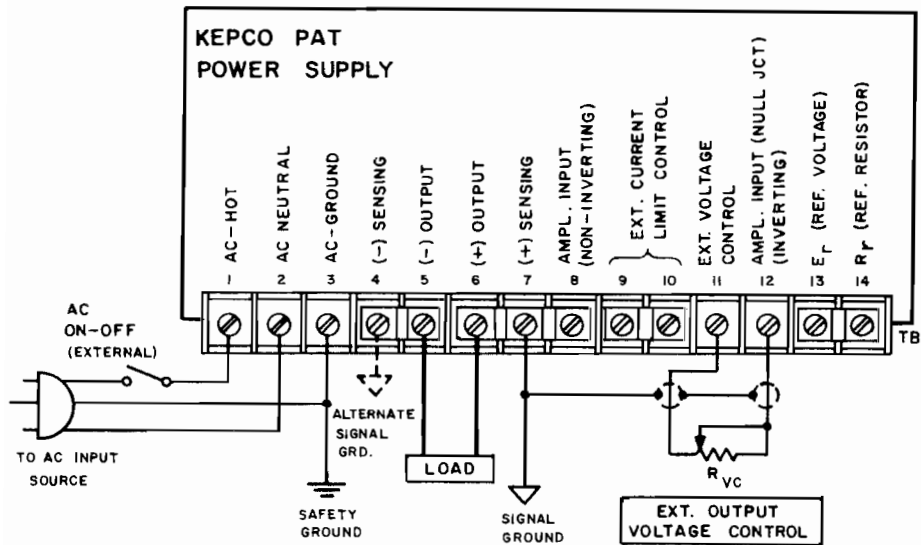 KEPCO PAT
POWER SUPPLY
AC-HOT
AC NEUTRAL
AC-GROUND
(-) SENSING
(-) OUTPUT
(+) OUTPUT
(+) SENSING
AMPL. INPUT
(NON-INVERTING)
EXT. CURRENT
LIMIT CONTROL
EXT. VOLTAGE
CONTROL
AMPL. INPUT (NULL JCT)
(INVERTING)
Er (REF. VOLTAGE)
Rr (REF. RESISTOR)
1 2 3 4 5 6 7 8 9 10 11 12 13 14
TB
AC
ON-OFF
(EXTERNAL)
TO AC INPUT
SOURCE
SAFETY
GROUND
ALTERNATE
SIGNAL
GRD.
LOAD
SIGNAL
GROUND
RVC
EXT. OUTPUT
VOLTAGE CONTROL